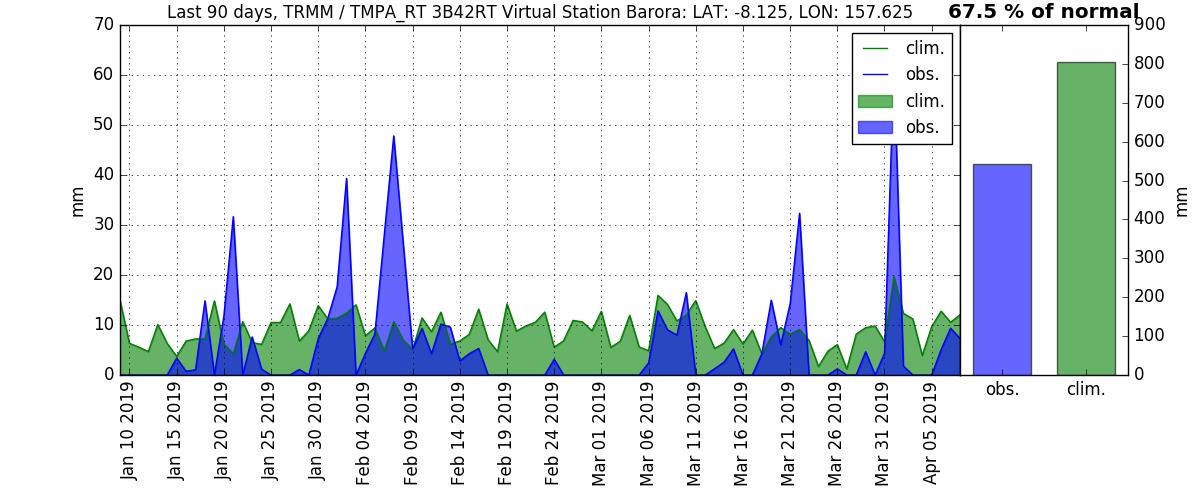 Last 90 days, TRMM / TMPA_RT 3B42RT Virtual Station Barora: LAT: -8.125, LON: 157.625
67.5 % of normal
70
60
50
40
30
20
10
0
mm
clim.
obs.
clim.
obs.
900
800
700
600
500
400
300
200
100
0
mm
obs.
clim.
Jan 10 2019
Jan 15 2019
Jan 20 2019
Jan 25 2019
Jan 30 2019
Feb 04 2019
Feb 09 2019
Feb 14 2019
Feb 19 2019
Feb 24 2019
Mar 01 2019
Mar 06 2019
Mar 11 2019
Mar 16 2019
Mar 21 2019
Mar 26 2019
Mar 31 2019
Apr 05 2019